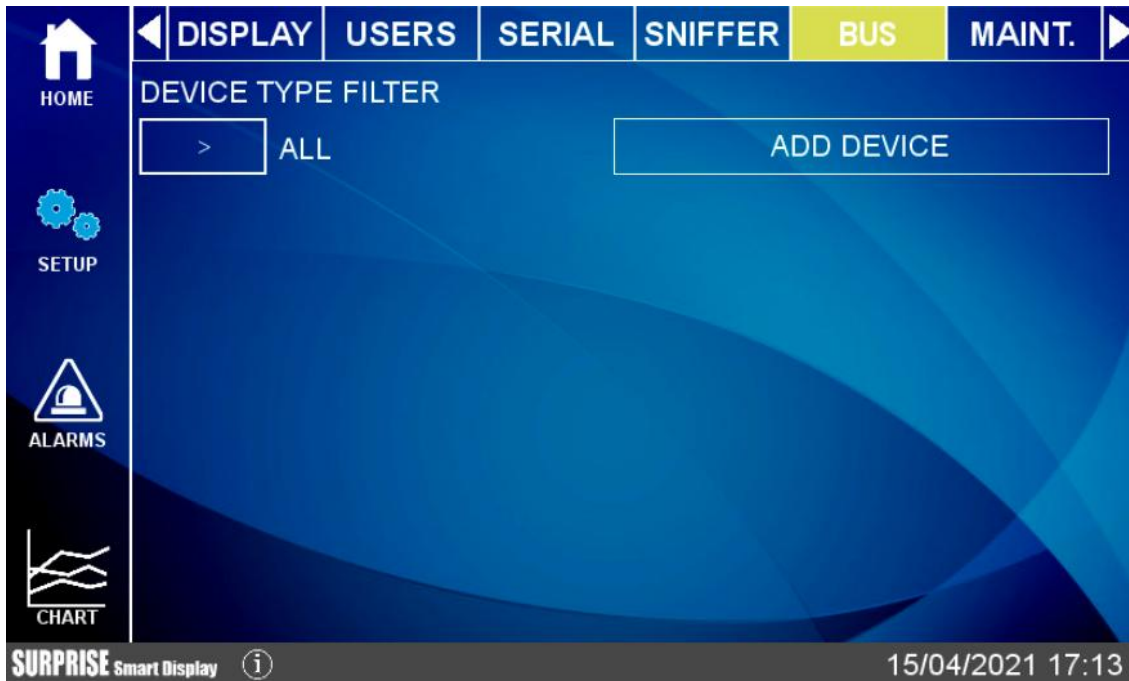 DISPLAY USERS SERIAL SNIFFER BUS MAINT.
HOME
DEVICE TYPE FILTER
> ALL ADD DEVICE
SETUP
ALARMS
CHART
SURPRISE Smart Display i 15/04/2021 17:13